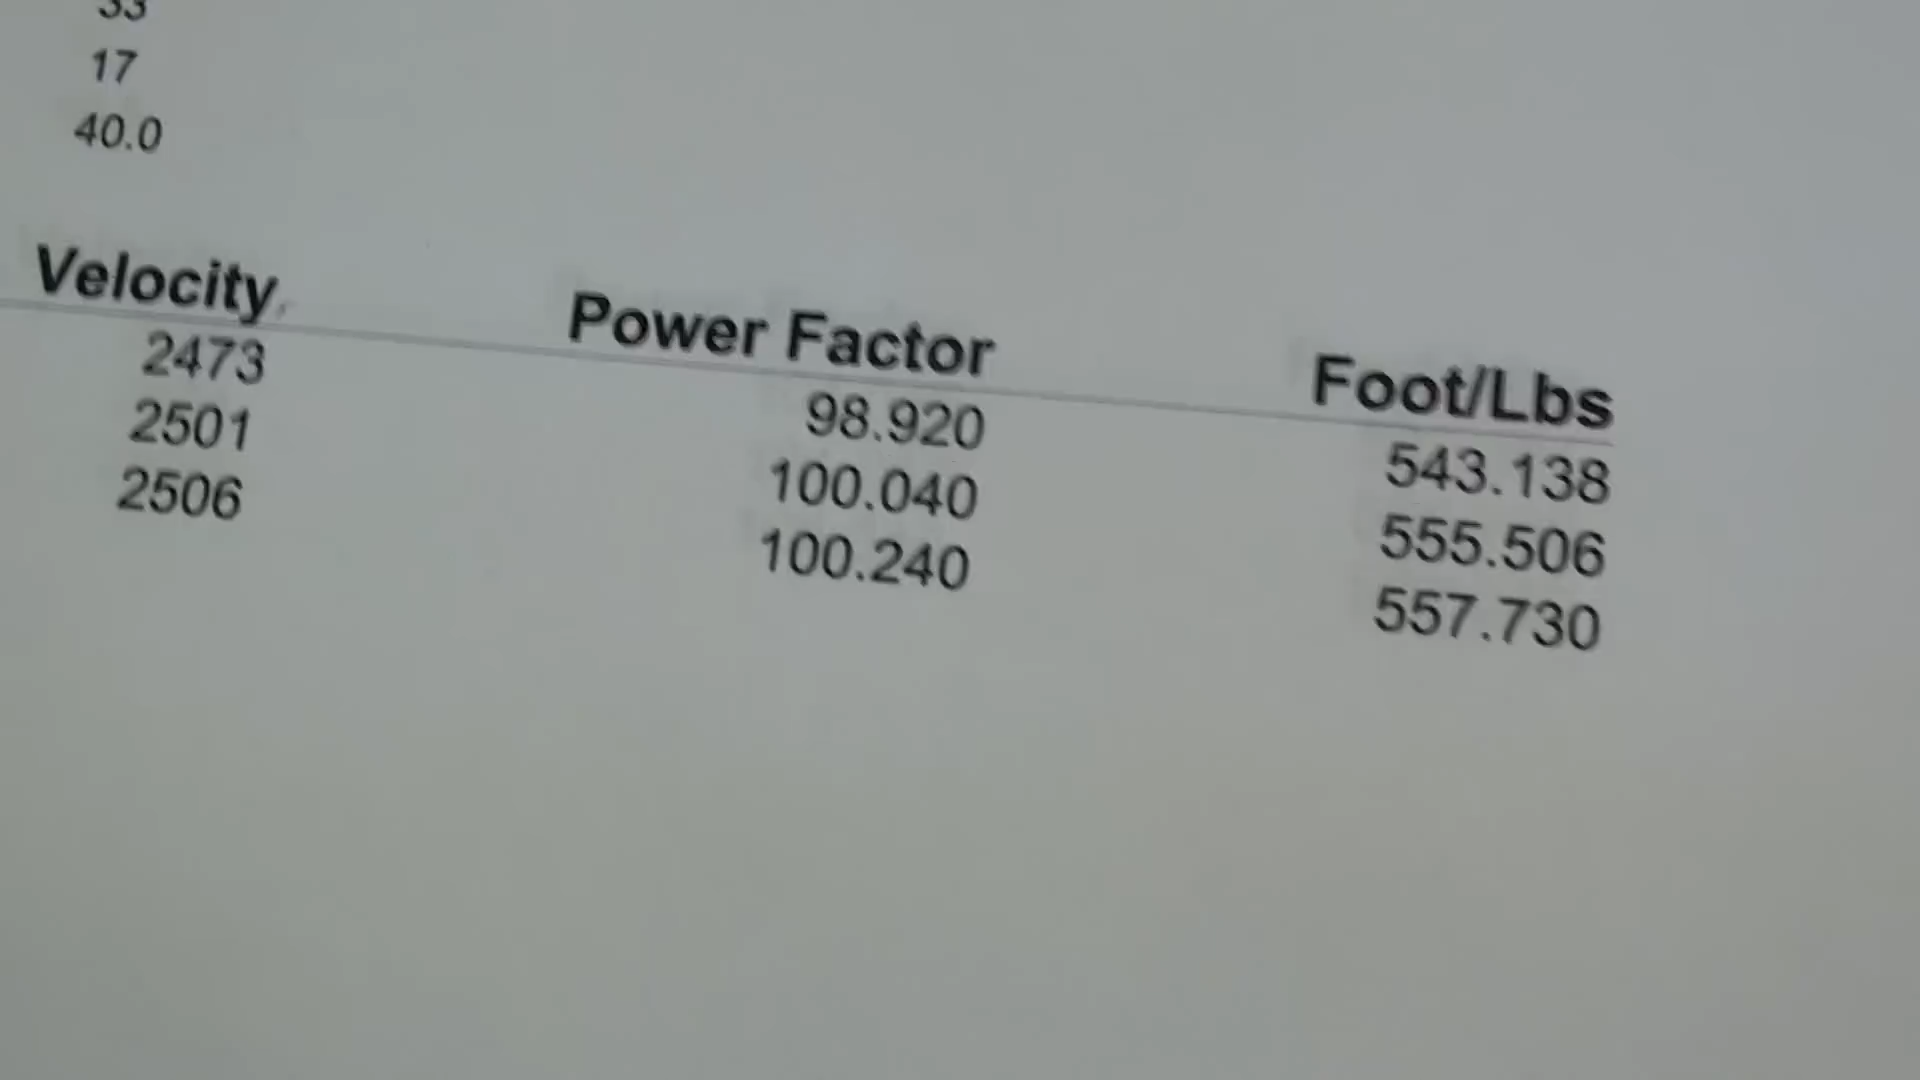 33
17
40.0
Velocity Power Factor Foot/Lbs
2473 98.920 543.138
2501 100.040 555.506
2506 100.240 557.730